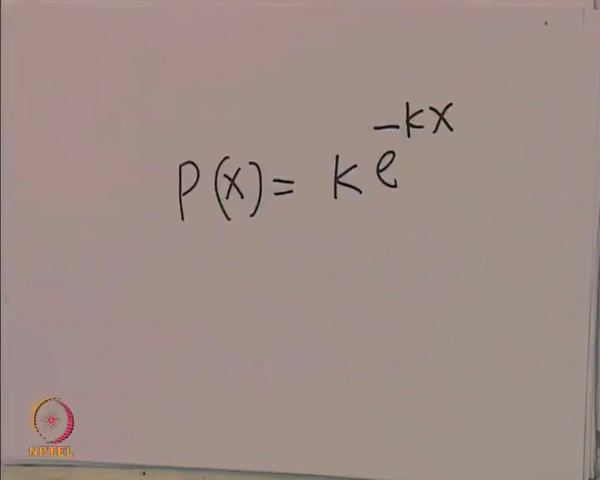 P(x) = k e^{-kx}
NPTEL